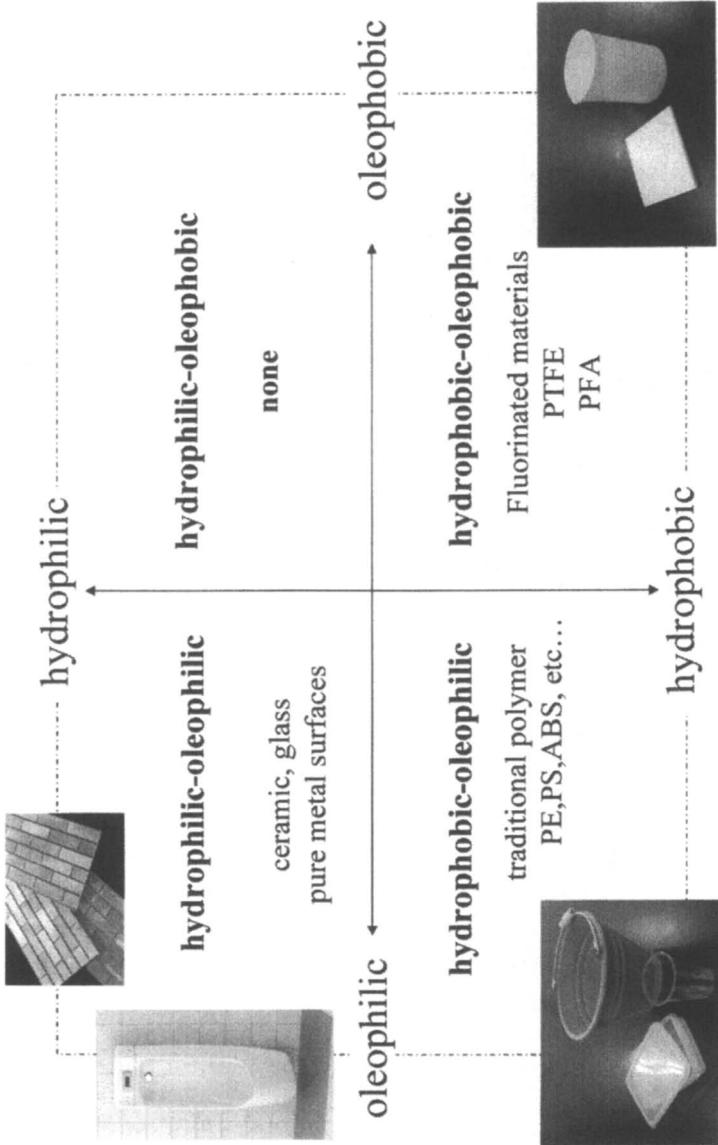 hydrophilic
hydrophilic-oleophilic
ceramic, glass
pure metal surfaces
hydrophilic-oleophobic
none
oleophilic
oleophobic
hydrophobic-oleophilic
traditional polymer
PE,PS,ABS, etc…
hydrophobic-oleophobic
Fluorinated materials
PTFE
PFA
hydrophobic